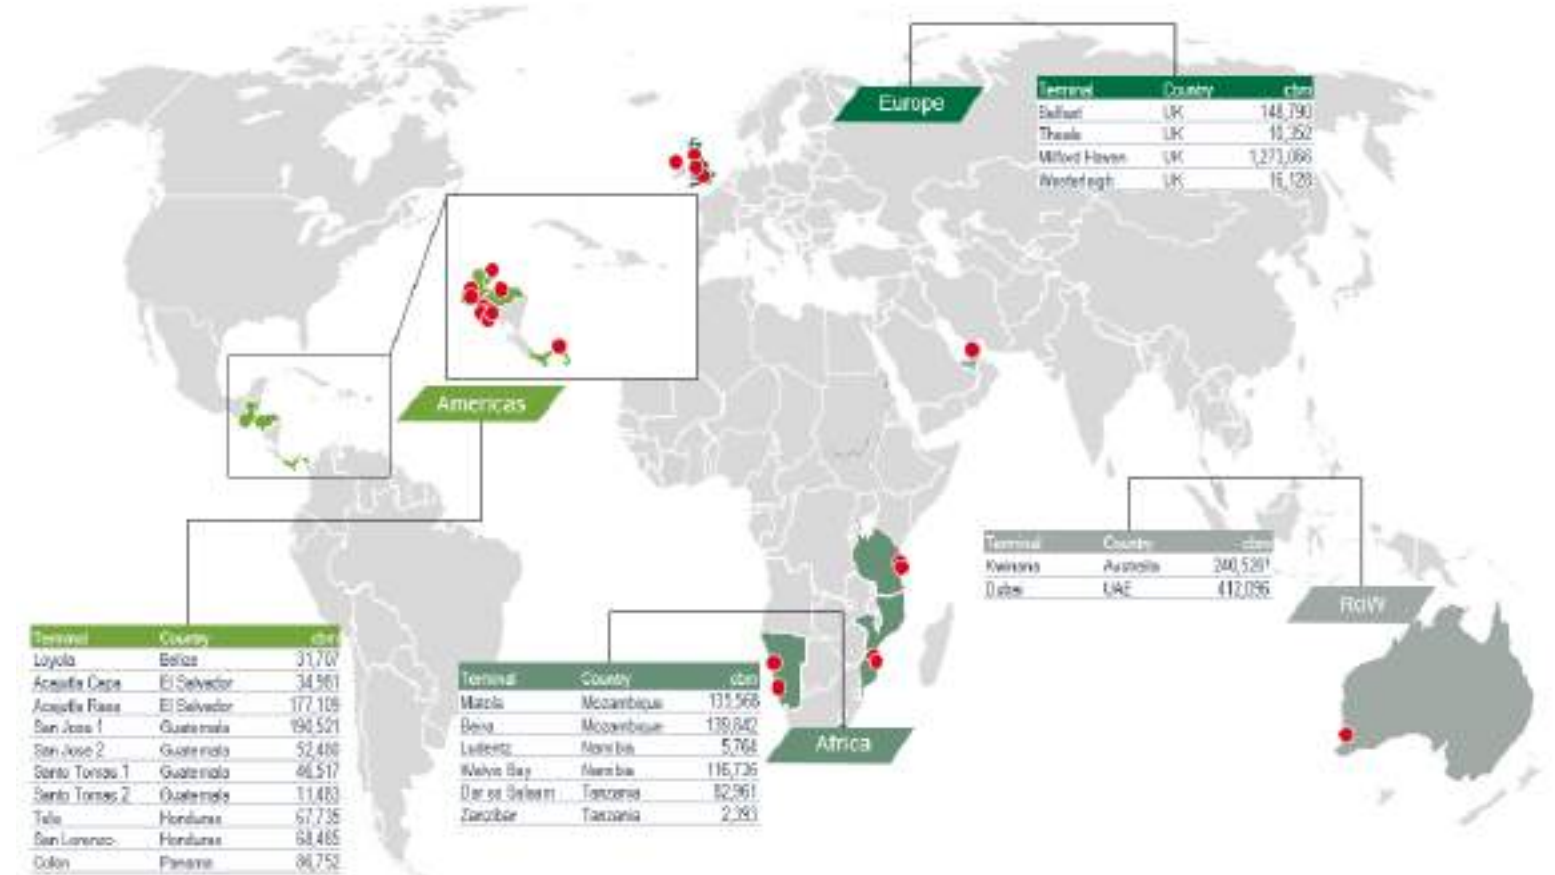 Europe
Terminal Country cbm
Belfast UK 148,790
Theale UK 10,352
Milford Haven UK 1,273,066
Westerleigh UK 16,128
Americas
Terminal Country cbm
Kwinana Australia
Dubai UAE 412,096
RoW
Terminal Country cbm
Loyola Belize 31,707
Acajutla Cepa El Salvador 34,961
Acajutla Rasa El Salvador 177,109
San Jose 1 Guatemala 190,521
San Jose 2 Guatemala 52,480
Santo Tomas 1 Guatemala 46,517
Santo Tomas 2 Guatemala 11,483
Tela Honduras 67,735
San Lorenzo Honduras 68,465
Colon Panama 86,752
Terminal Country cbm
Matola Mozambique
Beira Mozambique 139,842
Luderitz Namibia 5,764
Walvis Bay Namibia 116,736
Dar es Salaam Tanzania 82,961
Zanzibar Tanzania 2,393
Africa